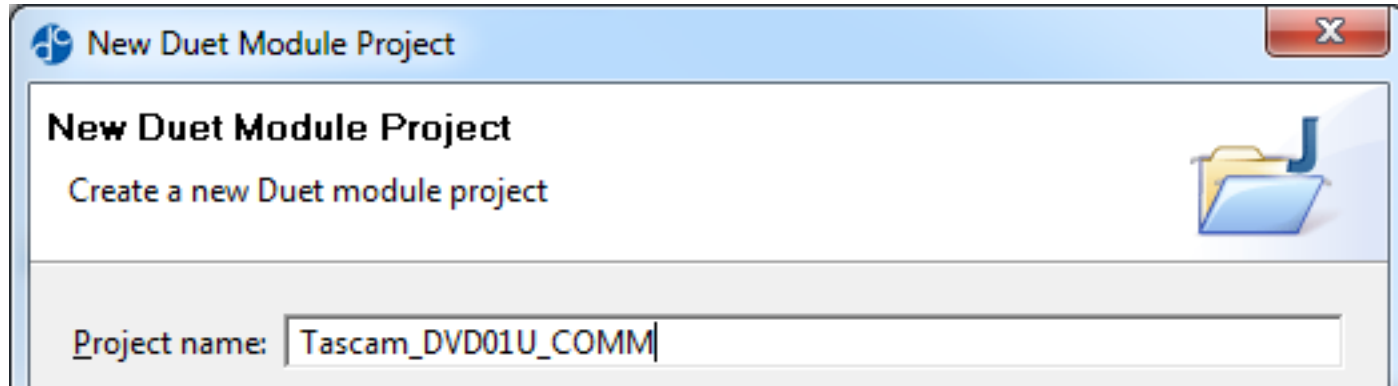 New Duet Module Project
New Duet Module Project
Create a new Duet module project
Project name: Tascam_DVD01U_COMM